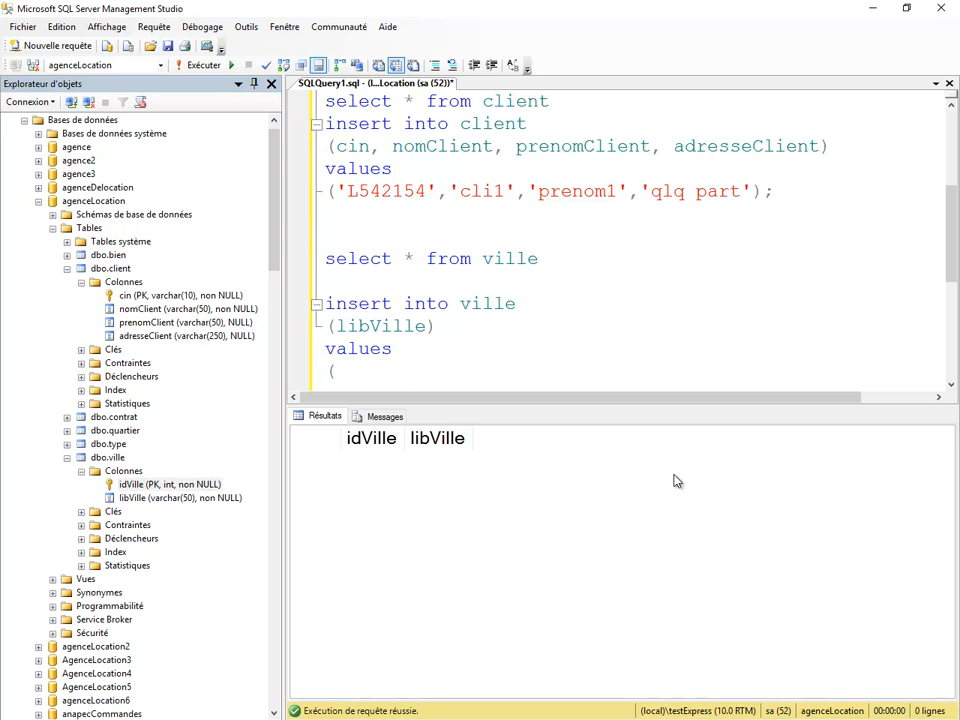 Microsoft SQL Server Management Studio
Fichier Edition Affichage Requête Débogage Outils Fenêtre Communauté Aide
Nouvelle requête
agenceLocation Exécuter
Explorateur d'objets
Connexion
Bases de données
Bases de données système
agence
agence2
agence3
agenceDelocation
agenceLocation
Schémas de base de données
Tables
Tables système
dbo.bien
dbo.client
Colonnes
cin (PK, varchar(10), non NULL)
nomClient (varchar(50), non NULL)
prenomClient (varchar(50), NULL)
adresseClient (varchar(250), NULL)
Clés
Contraintes
Déclencheurs
Index
Statistiques
dbo.contrat
dbo.quartier
dbo.type
dbo.ville
Colonnes
idVille (PK, int, non NULL)
libVille (varchar(50), non NULL)
Clés
Contraintes
Déclencheurs
Index
Statistiques
Vues
Synonymes
Programmabilité
Service Broker
Sécurité
agenceLocation2
AgenceLocation3
AgenceLocation4
AgenceLocation5
agenceLocation6
anapecCommandes
SQLQuery1.sql - (l...Location (sa (52))*
select * from client
insert into client
(cin, nomClient, prenomClient, adresseClient)
values
('L542154','cli1','prenom1','qlq part');
select * from ville
insert into ville
(libVille)
values
(
Résultats Messages
idVille libVille
Exécution de requête réussie. (local)\testExpress (10.0 RTM) sa (52) agenceLocation 00:00:00 0 lignes